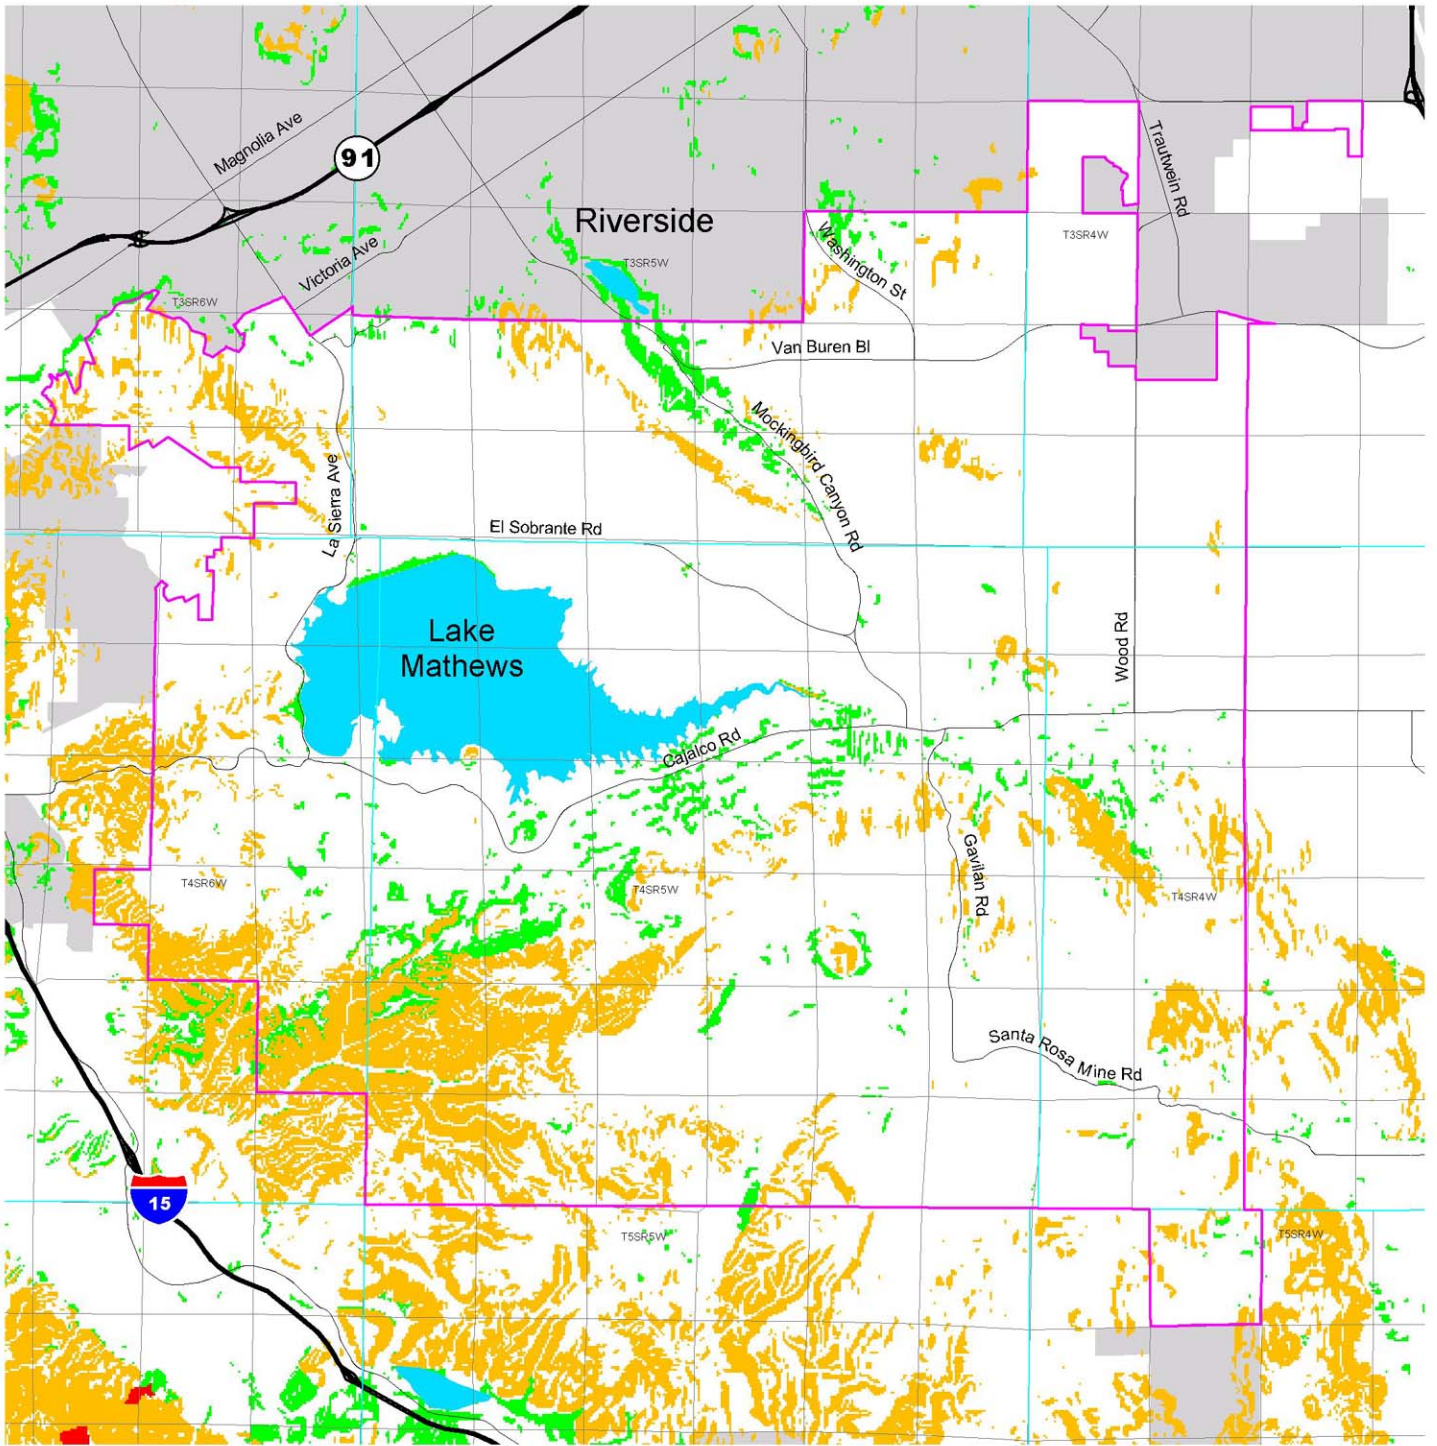 Magnolia Ave
91
Trautwein Rd
Riverside
T3SR4W
Victoria Ave
Washington St
T3SR5W
T3SR6W
Van Buren Bl
Mockingbird Canyon Rd
La Sierra Ave
El Sobrante Rd
Lake
Mathews
Wood Rd
Cajalco Rd
Gavilan Rd
T4SR6W
T4SR5W
T4SR4W
Santa Rosa Mine Rd
15
T5SR5W
T5SR4W